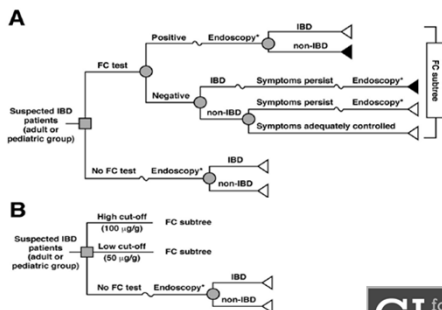 A
Positive Endoscopy*
IBD
non-IBD
FC test
Negative
IBD Symptoms persist Endoscopy*
non-IBD
Symptoms persist Endoscopy*
Symptoms adequately controlled
FC subtree
Suspected IBD
patients
(adult or
pediatric group)
No FC test Endoscopy*
IBD
non-IBD
B
High cut-off
(100 µg/g)
FC subtree
Suspected IBD
patients
(adult or
pediatric group)
Low cut-off
(50 µg/g)
FC subtree
No FC test Endoscopy*
IBD
non-IBD